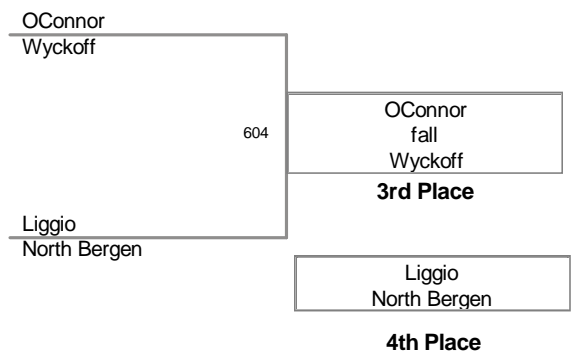 OConnor
Wyckoff
604
OConnor
fall
Wyckoff
3rd Place
Liggio
North Bergen
Liggio
North Bergen
4th Place